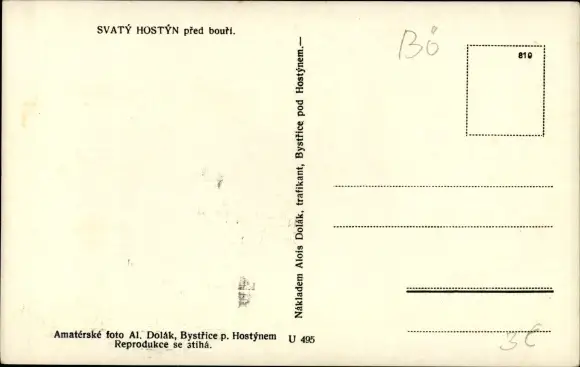 SVATÝ HOSTÝN před bouří.
Bö
819
Nákladem Alois Dolák, trafikant, Bystřice pod Hostýnem.—
Amatérské foto Al. Dolák, Bystřice p. Hostýnem
Reprodukce se stíhá.
U 495
3€